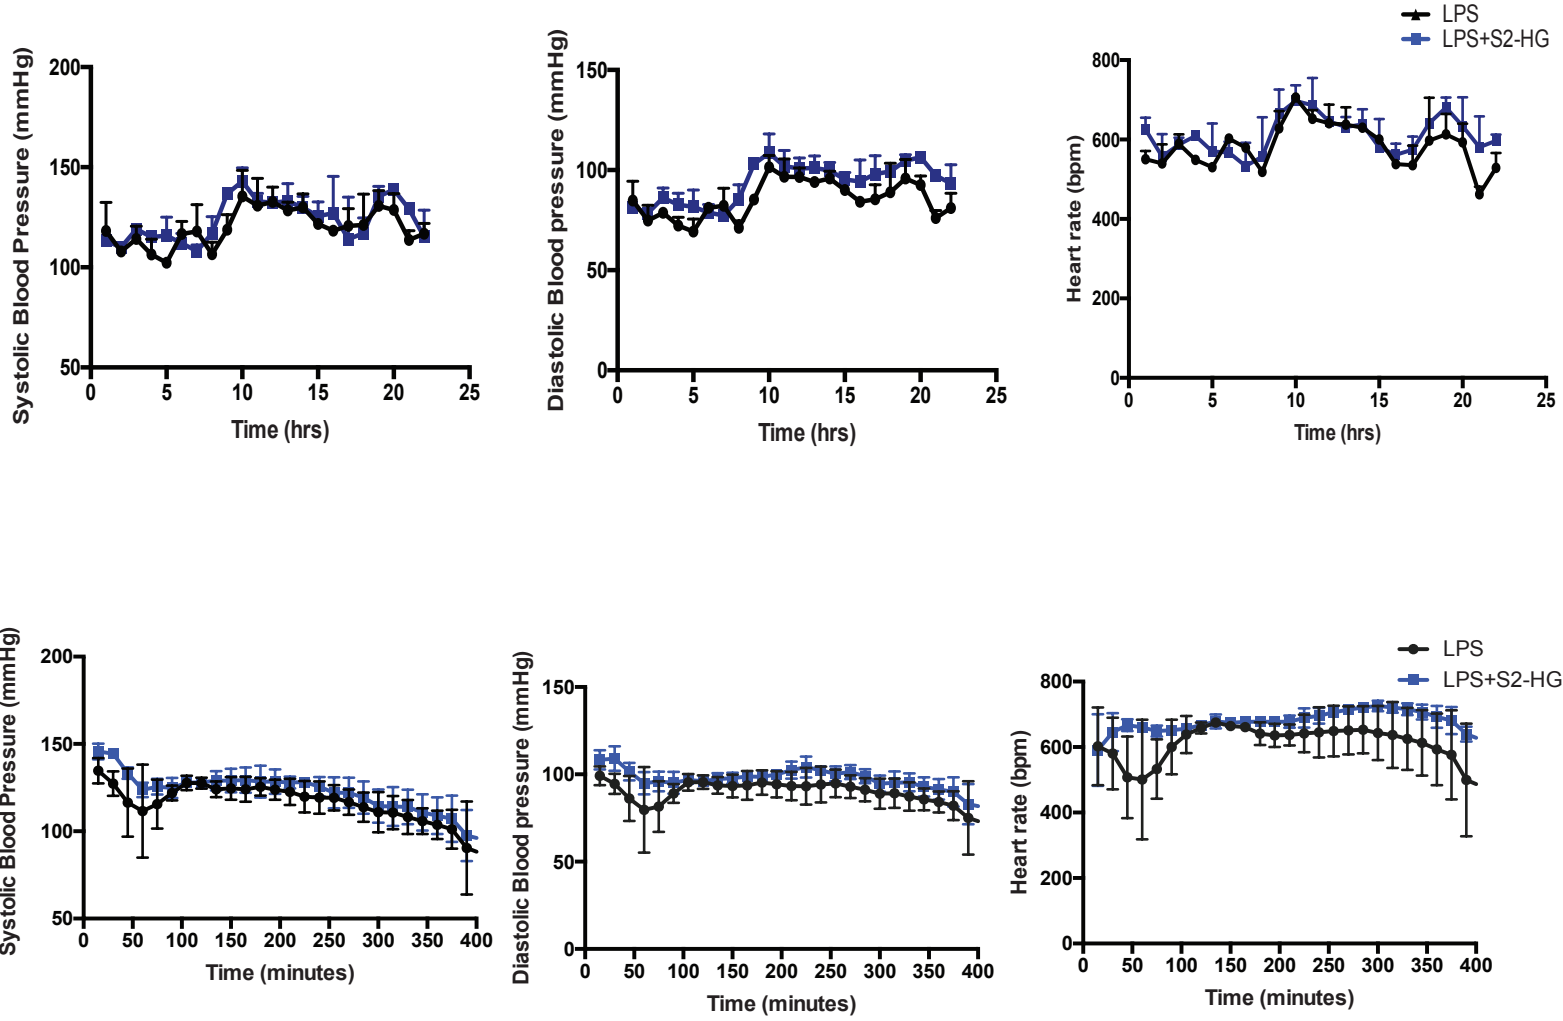 LPS
LPS+S2-HG
Systolic Blood Pressure (mmHg)
200
150
100
50
0 5 10 15 20 25
Time (hrs)
Diastolic Blood pressure (mmHg)
150
100
50
0
0 5 10 15 20 25
Time (hrs)
Heart rate (bpm)
800
600
400
200
0
0 5 10 15 20 25
Time (hrs)
LPS
LPS+S2-HG
Systolic Blood Pressure (mmHg)
200
150
100
50
0 50 100 150 200 250 300 350 400
Time (minutes)
Diastolic Blood pressure (mmHg)
150
100
50
0
0 50 100 150 200 250 300 350 400
Time (minutes)
Heart rate (bpm)
800
600
400
200
0
0 50 100 150 200 250 300 350 400
Time (minutes)